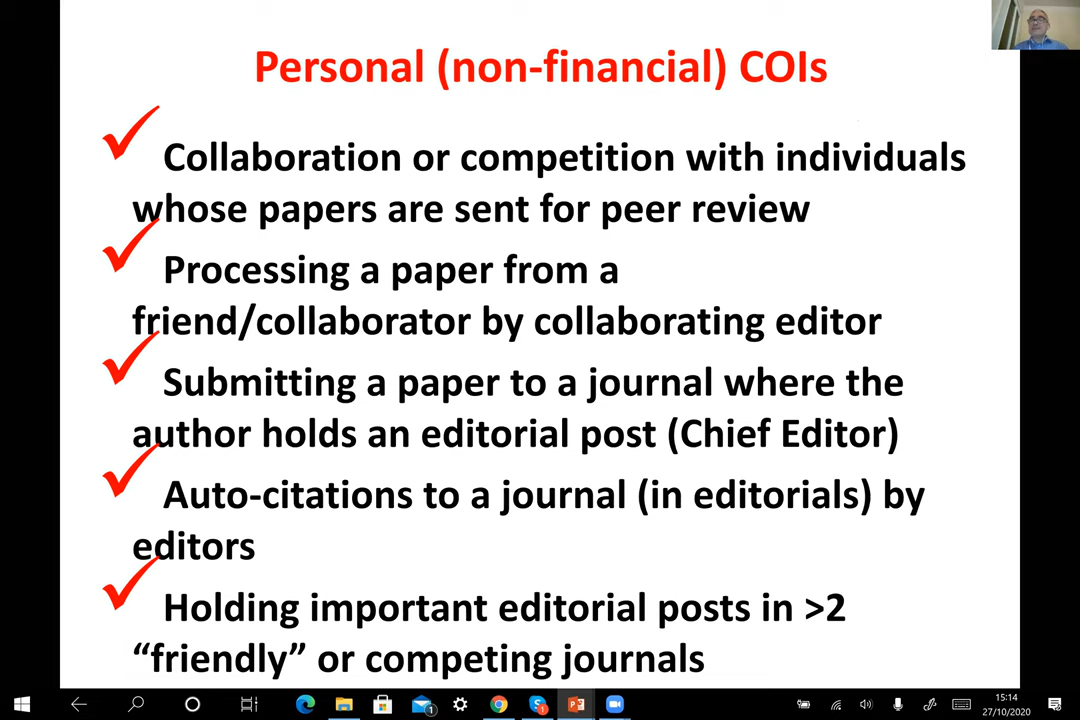 Personal (non-financial) COIs
Collaboration or competition with individuals
whose papers are sent for peer review
Processing a paper from a
friend/collaborator by collaborating editor
Submitting a paper to a journal where the
author holds an editorial post (Chief Editor)
Auto-citations to a journal (in editorials) by
editors
Holding important editorial posts in >2
“friendly” or competing journals
15:14
27/10/2020